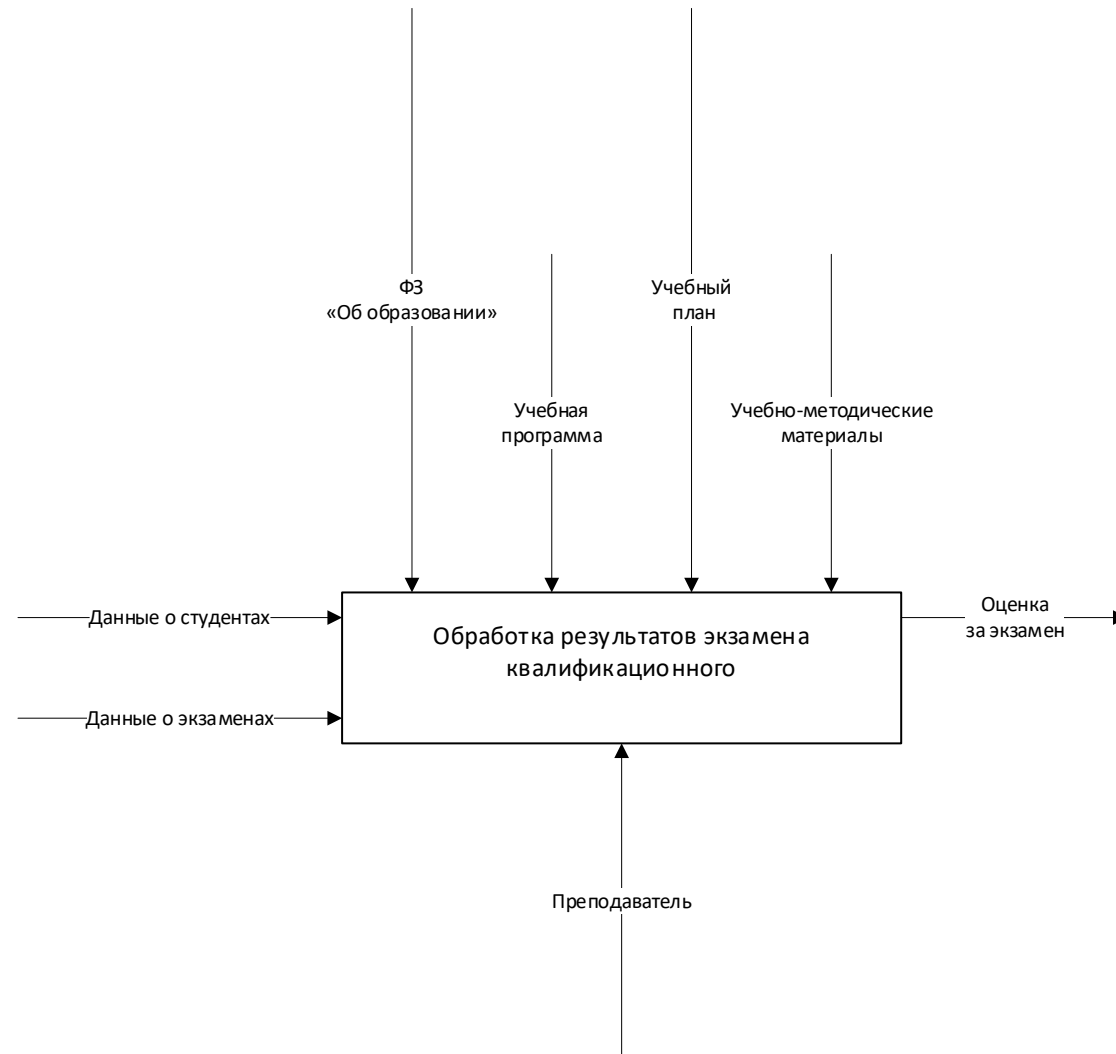 ФЗ
«Об образовании»
Учебный
план
Учебная
программа
Учебно-методические
материалы
Данные о студентах
Обработка результатов экзамена
квалификационного
Оценка
за экзамен
Данные о экзаменах
Преподаватель